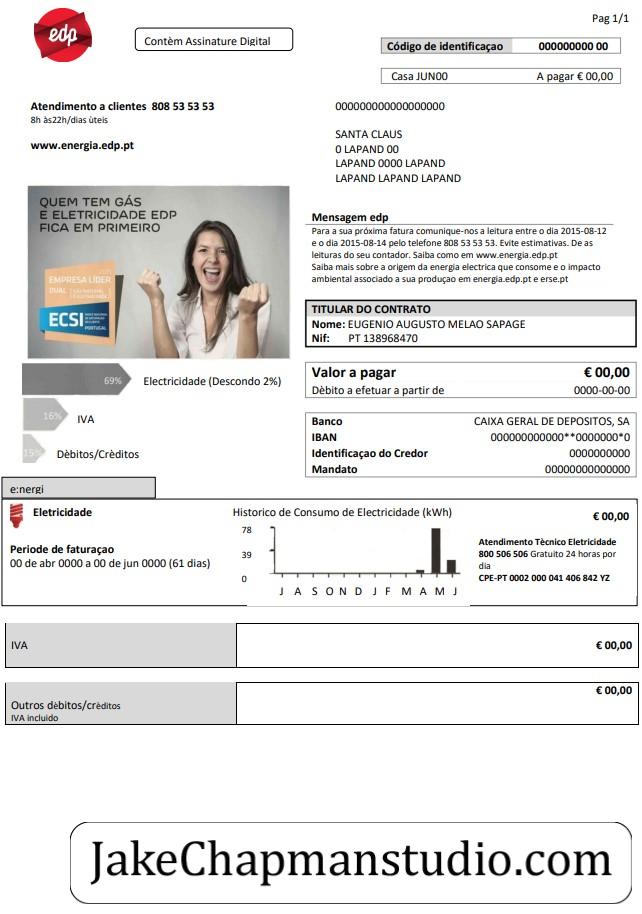 Pag 1/1
edp
Contèm Assinature Digital
Código de identificaçao 000000000 00
Casa JUN00 A pagar € 00,00
Atendimento a clientes 808 53 53 53
8h às22h/dias ùteis
www.energia.edp.pt
000000000000000000
SANTA CLAUS
0 LAPAND 00
LAPAND 0000 LAPAND
LAPAND LAPAND LAPAND
QUEM TEM GÁS
E ELETRICIDADE EDP
FICA EM PRIMEIRO
EMPRESA LÍDER
DUAL
ECSI
PORTUGAL
Mensagem edp
Para a sua próxima fatura comunique-nos a leitura entre o dia 2015-08-12
e o dia 2015-08-14 pelo telefone 808 53 53 53. Evite estimativas. De as
leituras do seu contador. Saiba como em www.energia.edp.pt
Saiba mais sobre a origem da energia electrica que consome e o impacto
ambiental associado a sua produçao em energia.edp.pt e erse.pt
TITULAR DO CONTRATO
Nome: EUGENIO AUGUSTO MELAO SAPAGE
Nif: PT 138968470
69% Electricidade (Descondo 2%)
16% IVA
15% Dèbitos/Crèditos
Valor a pagar € 00,00
Dèbito a efetuar a partir de 0000-00-00
Banco CAIXA GERAL DE DEPOSITOS, SA
IBAN 000000000000**0000000*0
Identificaçao do Credor 0000000000
Mandato 00000000000000
e:nergi
Eletricidade
Historico de Consumo de Electricidade (kWh)
€ 00,00
Periode de faturaçao
00 de abr 0000 a 00 de jun 0000 (61 dias)
78
39
0
J A S O N D J F M A M J
Atendimento Tècnico Eletricidade
800 506 506 Gratuito 24 horas por
dia
CPE-PT 0002 000 041 406 842 YZ
IVA € 00,00
€ 00,00
Outros dèbitos/crèditos
IVA incluido
JakeChapmanstudio.com